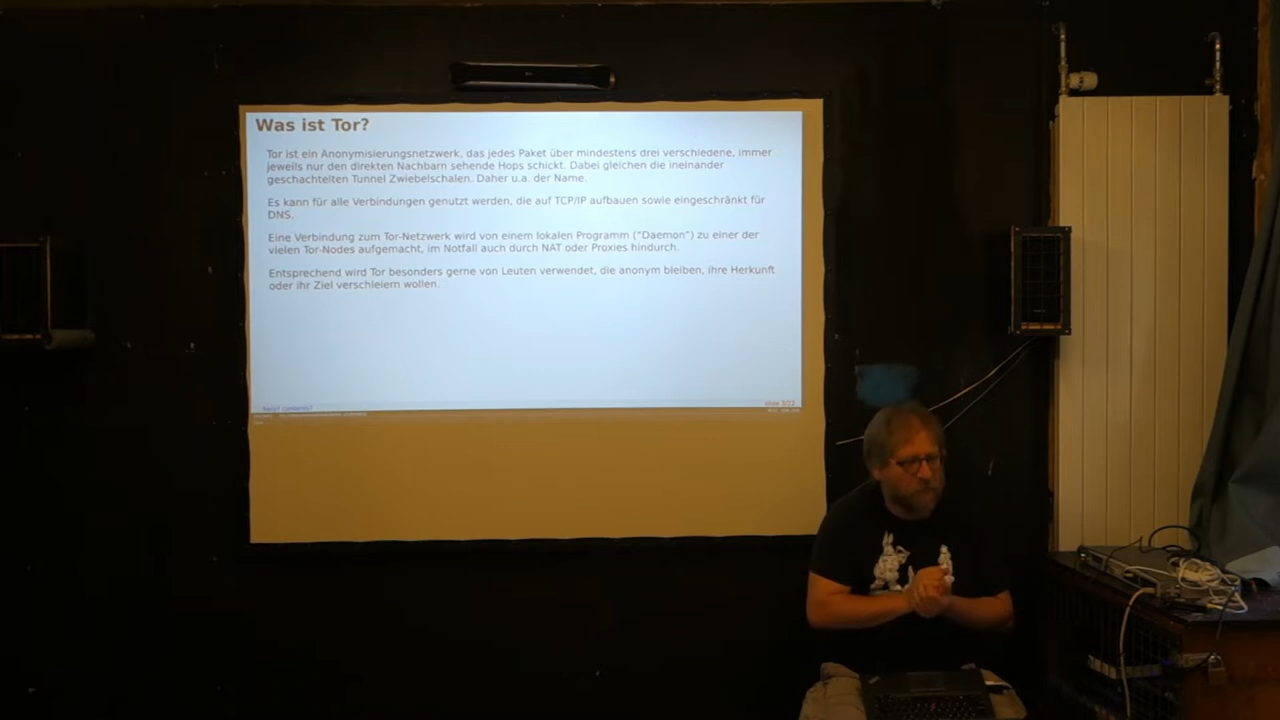 Was ist Tor?
Tor ist ein Anonymisierungsnetzwerk, das jedes Paket über mindestens drei verschiedene, immer
jeweils nur den direkten Nachbarn sehende Hops schickt. Dabei gleichen die ineinander
geschachtelten Tunnel Zwiebelschalen. Daher u.a. der Name.
Es kann für alle Verbindungen genutzt werden, die auf TCP/IP aufbauen sowie eingeschränkt für
DNS.
Eine Verbindung zum Tor-Netzwerk wird von einem lokalen Programm ("Daemon") zu einer der
vielen Tor-Nodes aufgemacht, im Notfall auch durch NAT oder Proxies hindurch.
Entsprechend wird Tor besonders gerne von Leuten verwendet, die anonym bleiben, ihre Herkunft
oder ihr Ziel verschleiern wollen.
help? contents?
slide